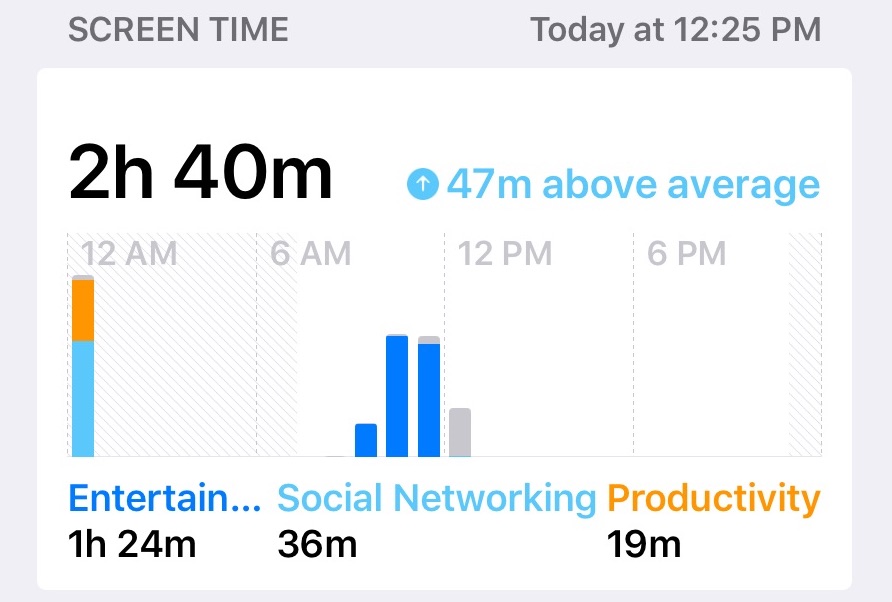 SCREEN TIME Today at 12:25 PM
2h 40m 47m above average
12 AM 6 AM 12 PM 6 PM
Entertain... Social Networking Productivity
1h 24m 36m 19m